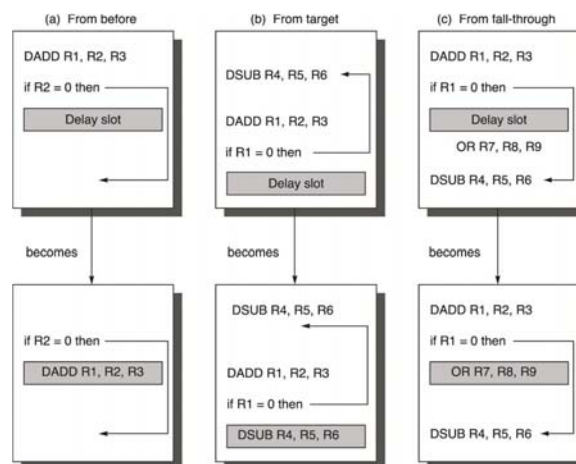 (a) From before
DADD R1, R2, R3
if R2 = 0 then
Delay slot
becomes
if R2 = 0 then
DADD R1, R2, R3
(b) From target
DSUB R4, R5, R6
DADD R1, R2, R3
if R1 = 0 then
Delay slot
becomes
DSUB R4, R5, R6
DADD R1, R2, R3
if R1 = 0 then
DSUB R4, R5, R6
(c) From fall-through
DADD R1, R2, R3
if R1 = 0 then
Delay slot
OR R7, R8, R9
DSUB R4, R5, R6
becomes
DADD R1, R2, R3
if R1 = 0 then
OR R7, R8, R9
DSUB R4, R5, R6